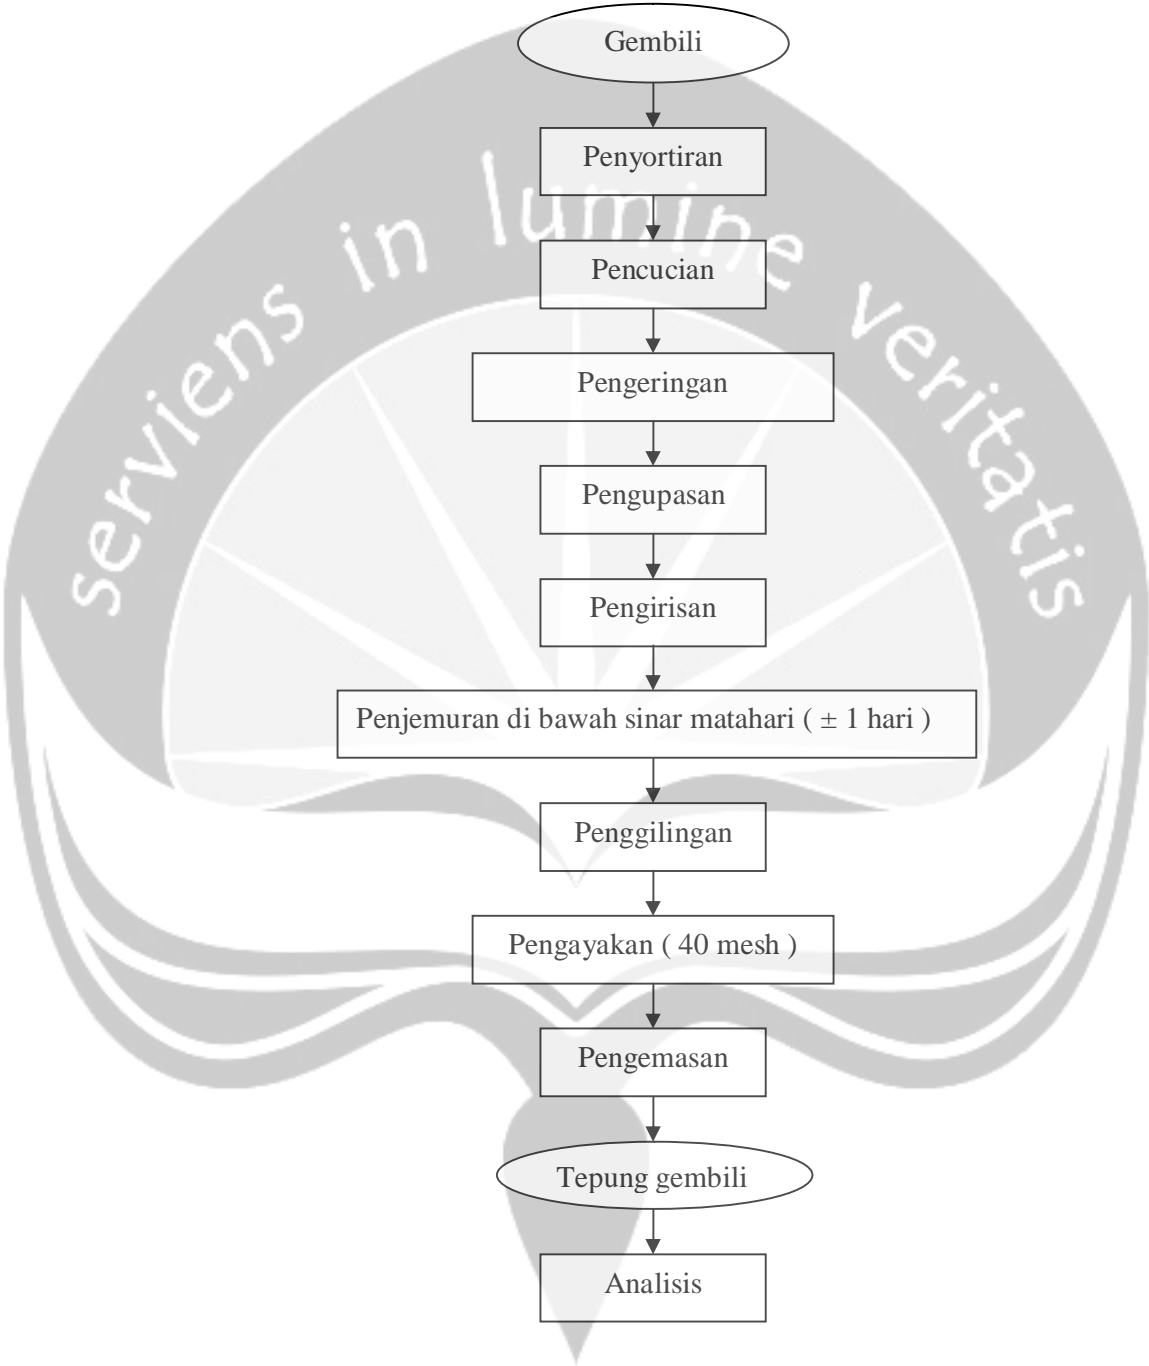 Gembili
Penyortiran
serviens in lumine veritatis
Pencucian
Pengeringan
Pengupasan
Pengirisan
Penjemuran di bawah sinar matahari ( ± 1 hari )
Penggilingan
Pengayakan ( 40 mesh )
Pengemasan
Tepung gembili
Analisis